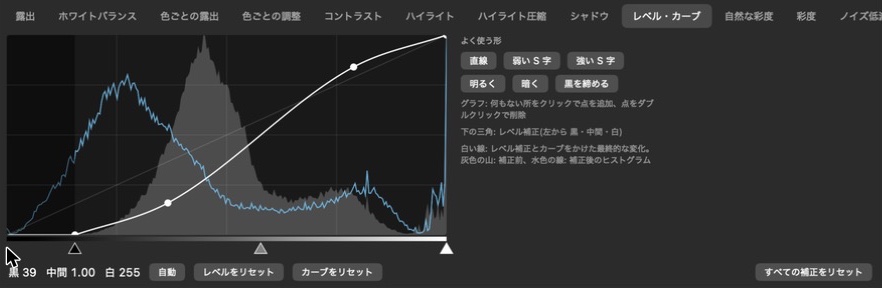 露出 ホワイトバランス 色ごとの露出 色ごとの調整 コントラスト ハイライト ハイライト圧縮 シャドウ レベル・カーブ 自然な彩度 彩度 ノイズ低
よく使う形
直線 弱い S 字 強い S 字
明るく 暗く 黒を締める
グラフ: 何もない所をクリックで点を追加、点をダブ
ルクリックで削除
下の三角: レベル補正(左から 黒・中間・白)
白い線: レベル補正とカーブをかけた最終的な変化。
灰色の山: 補正前、水色の線: 補正後のヒストグラム
黒 39 中間 1.00 白 255 自動 レベルをリセット カーブをリセット すべての補正をリセット